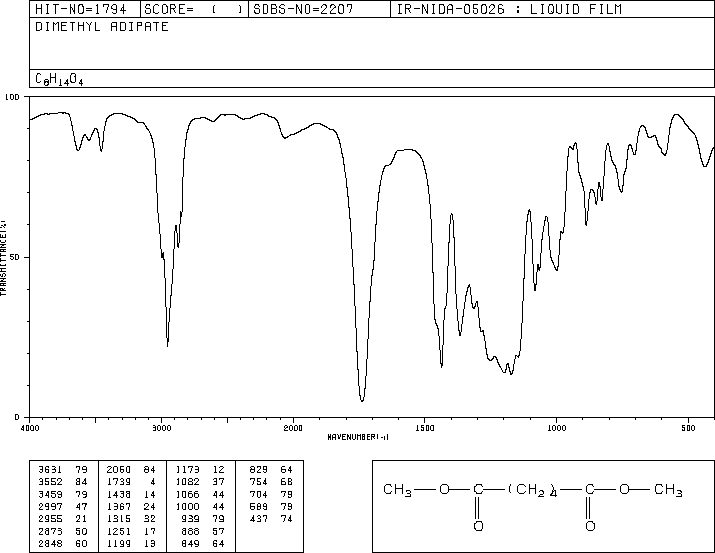 HIT-NO=1794 SCORE= ( ) SDBS-NO=2207 IR-NIDA-05026 : LIQUID FILM
DIMETHYL ADIPATE
C8H14O4
100
TRANSMITTANCE(%)
50
0
4000 3000 2000 1500 1000 500
WAVENUMBER(-1)
3631 79 2060 84 1173 12 829 64
3552 84 1739 4 1082 37 754 68
3459 79 1438 14 1066 44 704 79
2997 47 1367 24 1000 44 589 79
2955 21 1315 32 939 79 437 74
2873 50 1251 17 888 57
2848 60 1199 13 849 64
CH3 — O — C — (CH2)4 — C — O — CH3
O O